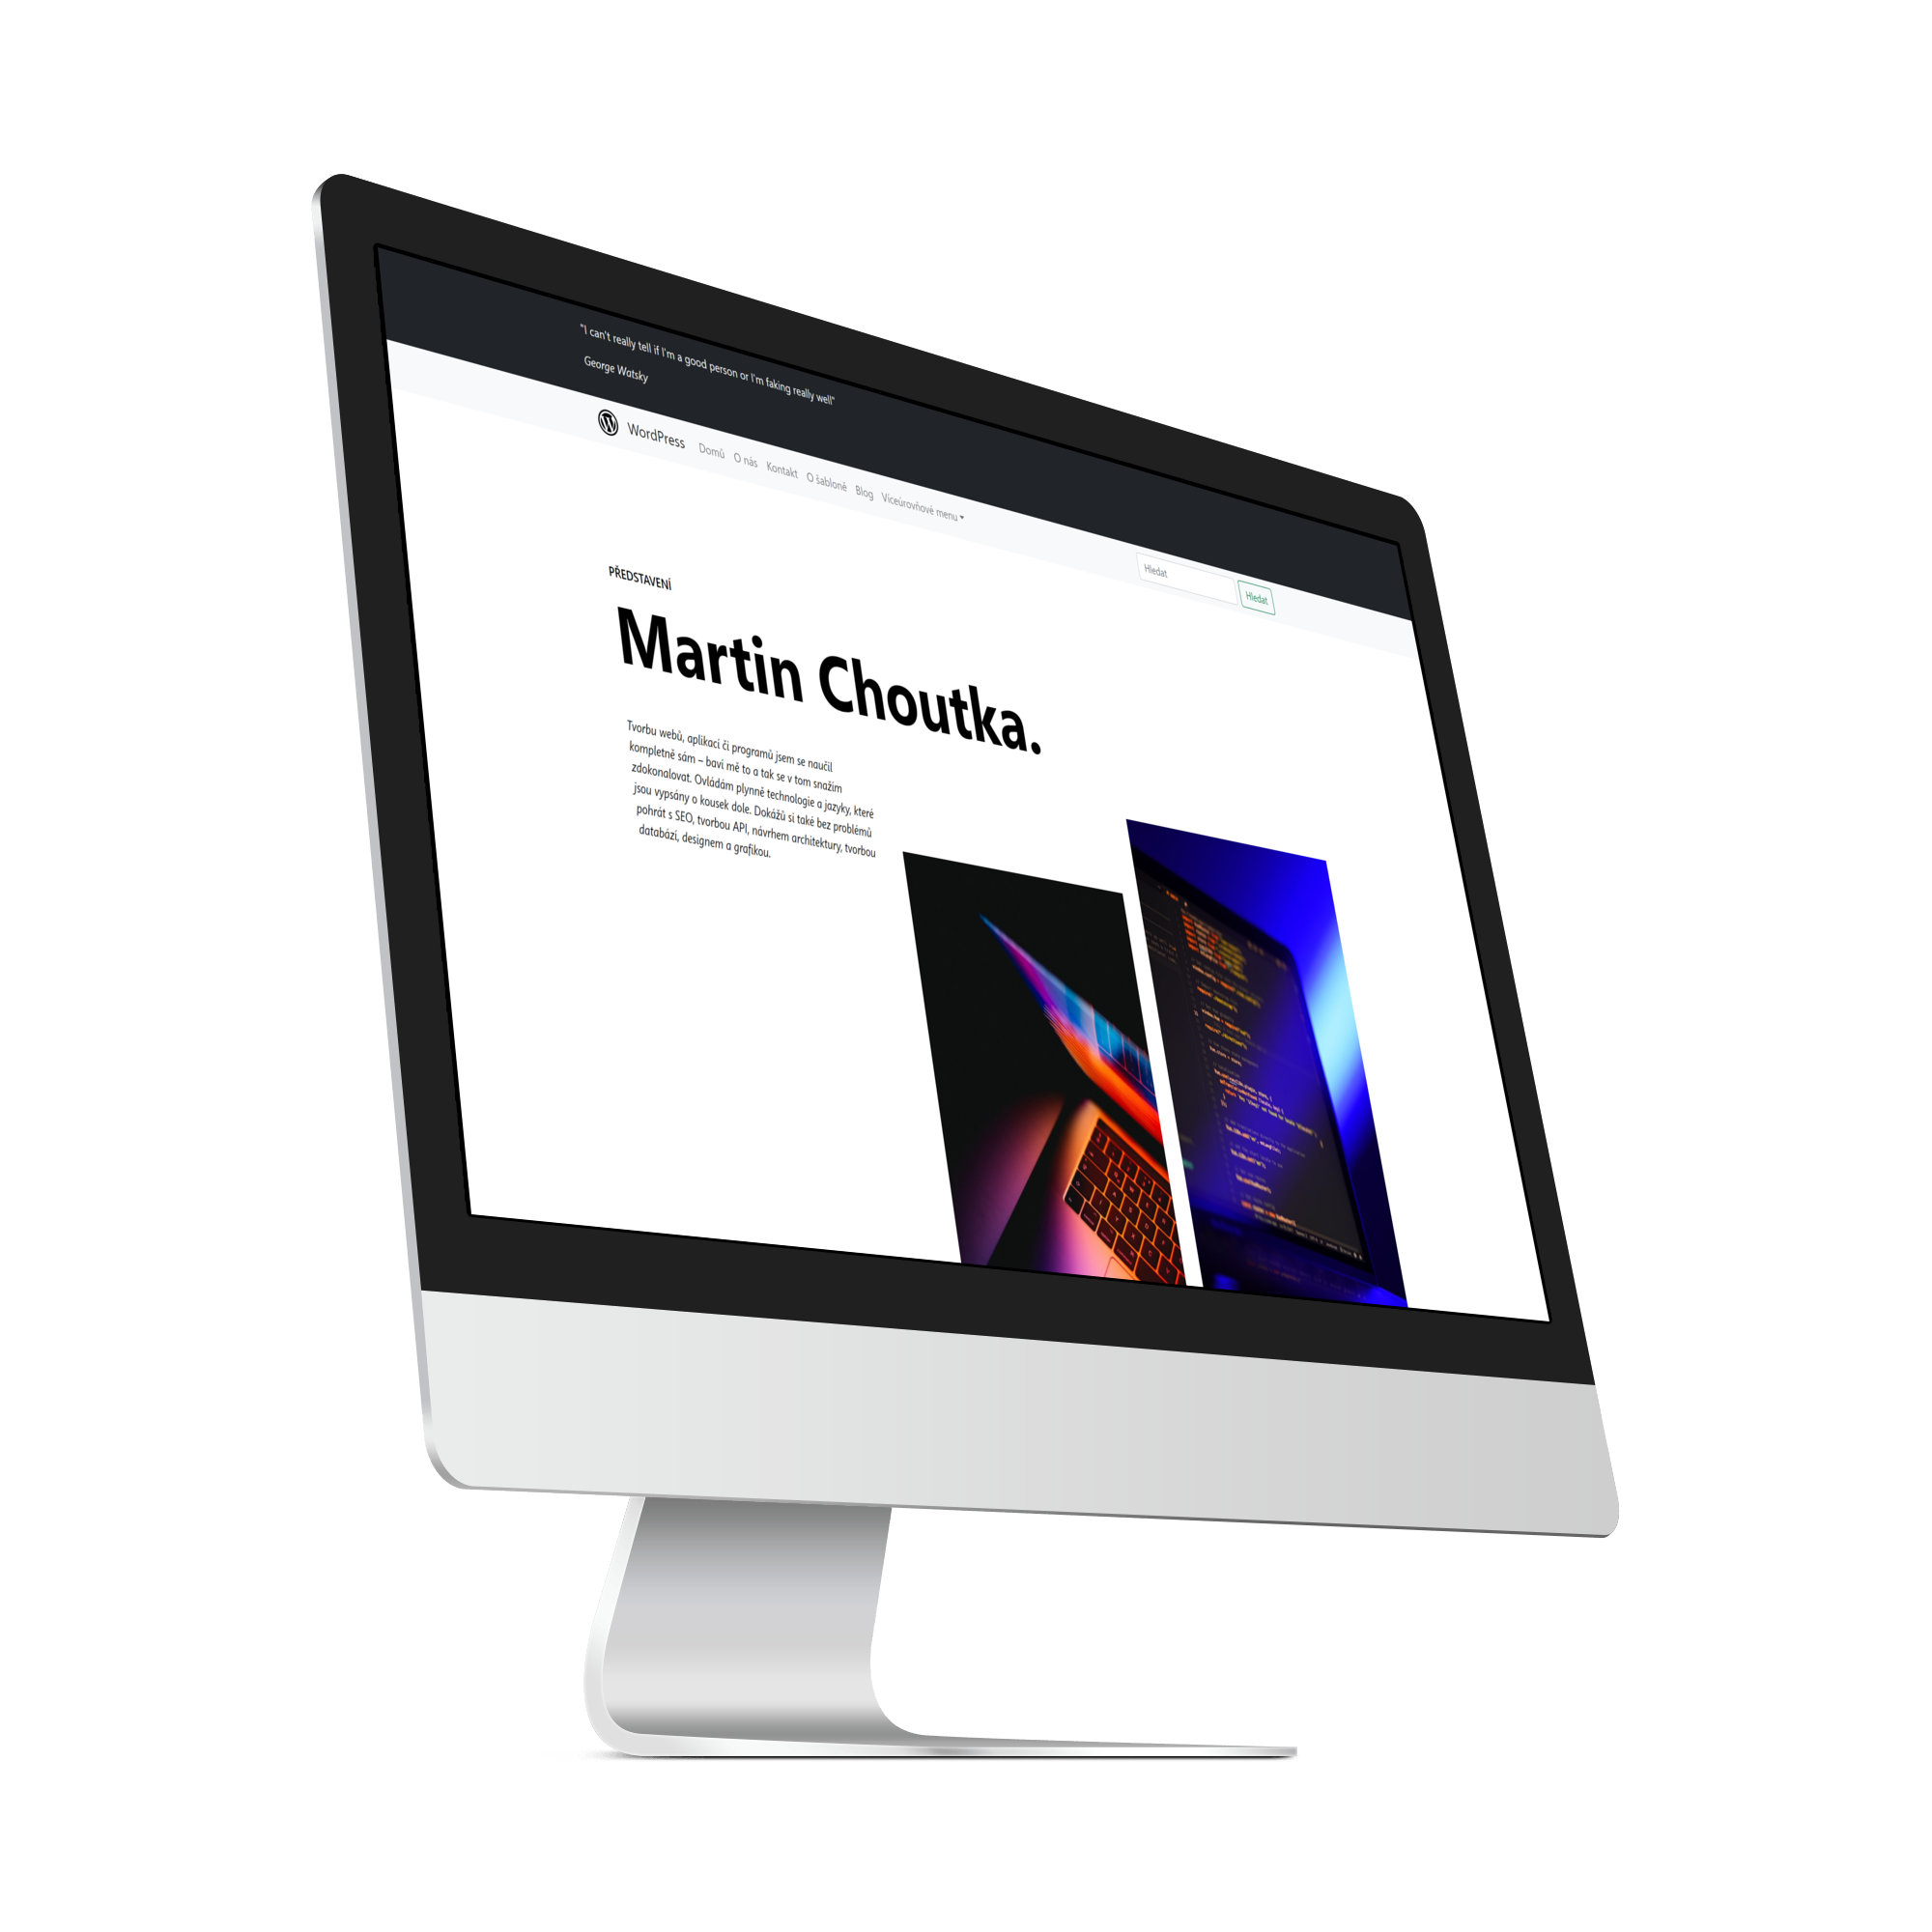 "I can't really tell if I'm a good person or I'm faking really well"
George Watsky
WordPress Domů O nás Kontakt O šabloně Blog Víceúrovňové menu
Hledat Hledat
PŘEDSTAVENÍ
Martin Choutka.
Tvorbu webů, aplikací či programů jsem se naučil
kompletně sám – baví mě to a tak se v tom snažím
zdokonalovat. Ovládám plynně technologie a jazyky, které
jsou vypsány o kousek dole. Dokážů si také bez problémů
pohrát s SEO, tvorbou API, návrhem architektury, tvorbou
databází, designem a grafikou.